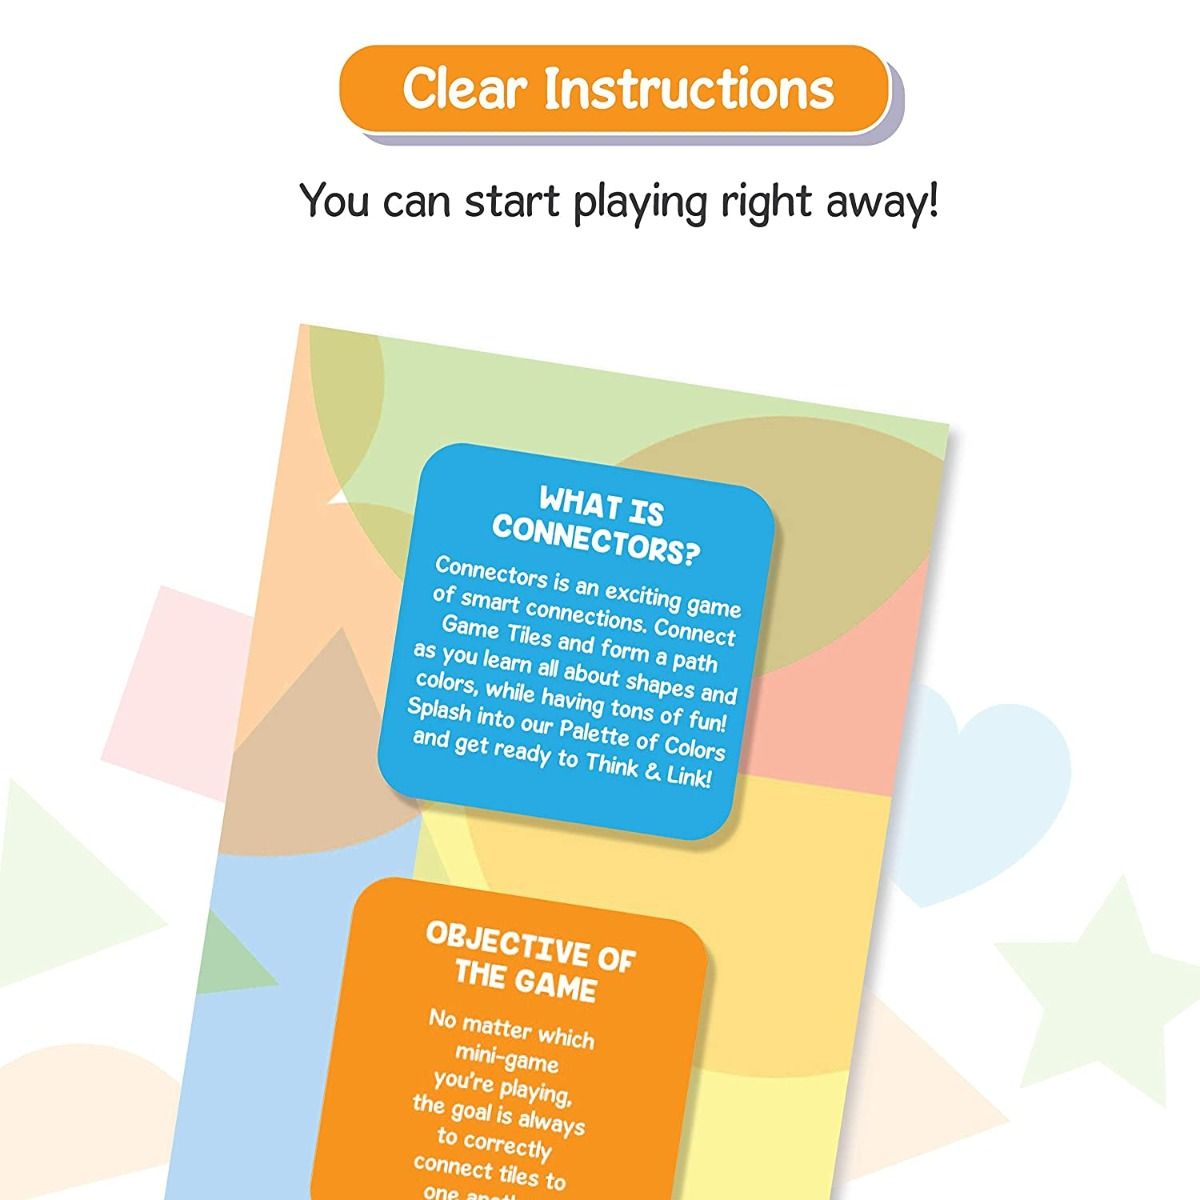 Clear Instructions
You can start playing right away!
WHAT IS
CONNECTORS?
Connectors is an exciting game
of smart connections. Connect
Game Tiles and form a path
as you learn all about shapes and
colors, while having tons of fun!
Splash into our Palette of Colors
and get ready to Think & Link!
OBJECTIVE OF
THE GAME
No matter which
mini-game
you're playing,
the goal is always
to correctly
connect tiles to
one